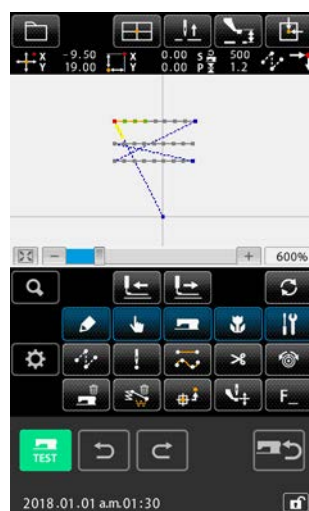 X -9.50 X 0.00 S 500
Y 19.00 Y 0.00 P 1.2
- + 600%
F_
TEST
2018.01.01 a.m.01:30